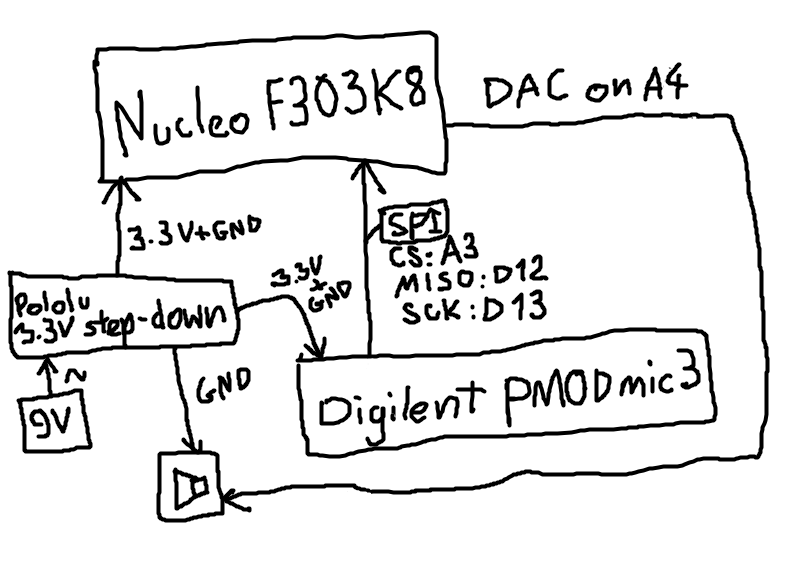 Nucleo F303K8
DAC on A4
3.3V+GND
SPI
CS: A3
MISO: D12
SCK: D13
3.3V
+
GND
Pololu
3.3V step-down
~
9V
GND
Digilent PMODmic3